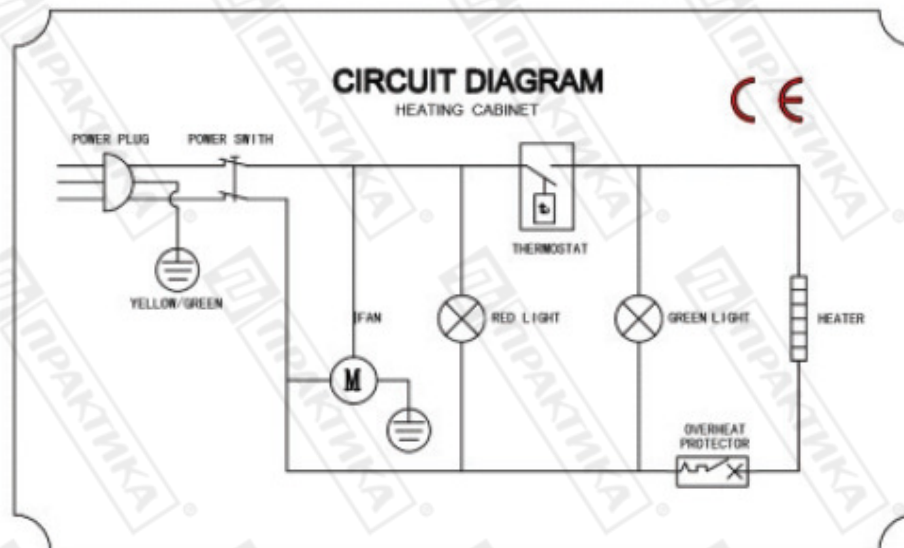 CIRCUIT DIAGRAM
HEATING CABINET
CE
POWER PLUG
POWER SWITH
THERMOSTAT
YELLOW/GREEN
FAN
RED LIGHT
GREEN LIGHT
HEATER
M
t
OVERHEAT
PROTECTOR
ПРАКТИКА ®